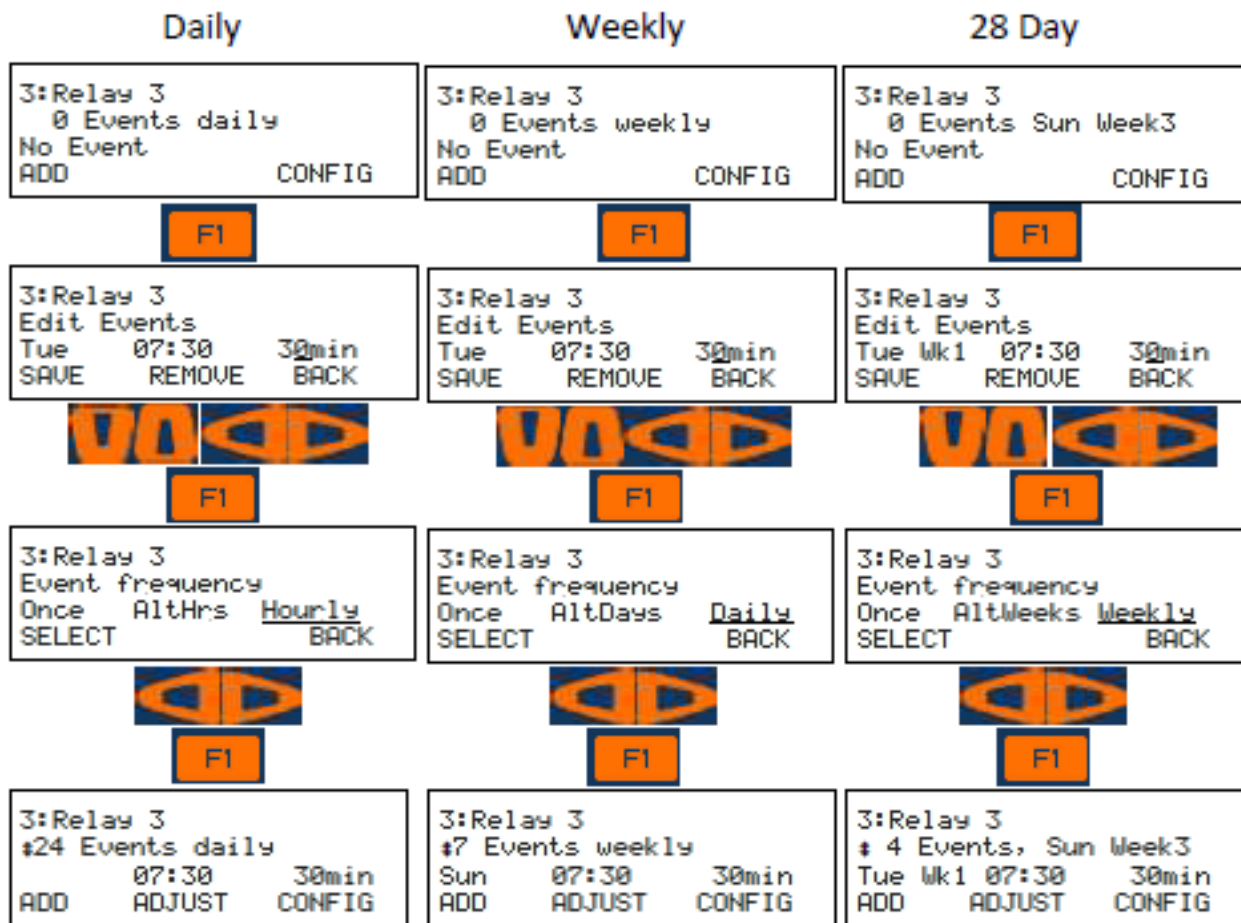 Daily Weekly 28 Day
3:Relay 3
0 Events daily
No Event
ADD CONFIG
3:Relay 3
0 Events weekly
No Event
ADD CONFIG
3:Relay 3
0 Events Sun Week3
No Event
ADD CONFIG
F1 F1 F1
3:Relay 3
Edit Events
Tue 07:30 30min
SAVE REMOVE BACK
3:Relay 3
Edit Events
Tue 07:30 30min
SAVE REMOVE BACK
3:Relay 3
Edit Events
Tue Wk1 07:30 30min
SAVE REMOVE BACK
F1 F1 F1
3:Relay 3
Event frequency
Once AltHrs Hourly
SELECT BACK
3:Relay 3
Event frequency
Once AltDays Daily
SELECT BACK
3:Relay 3
Event frequency
Once AltWeeks Weekly
SELECT BACK
F1 F1 F1
3:Relay 3
↕24 Events daily
07:30 30min
ADD ADJUST CONFIG
3:Relay 3
↕7 Events weekly
Sun 07:30 30min
ADD ADJUST CONFIG
3:Relay 3
↕ 4 Events, Sun Week3
Tue Wk1 07:30 30min
ADD ADJUST CONFIG